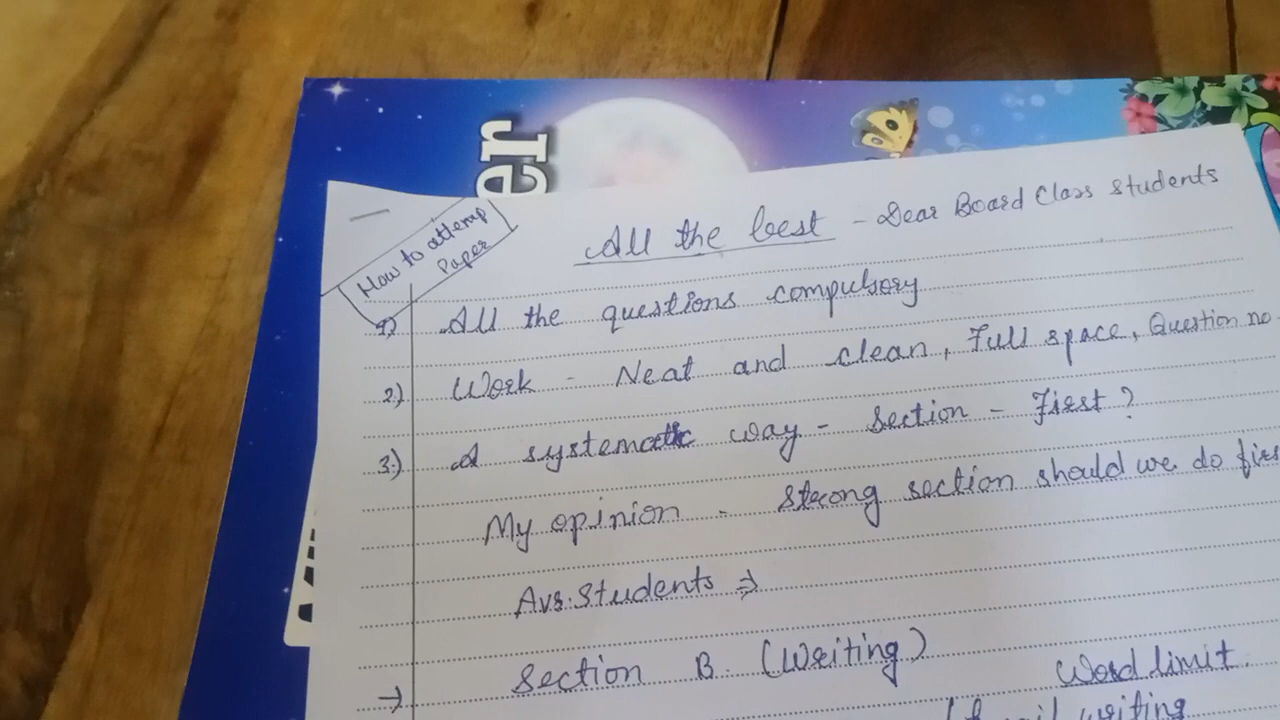 er
How to attemp
Paper
All the best - Dear Board Class students
1) All the questions compulsory
2.) Work - Neat and clean, Full space, Question no
3.) A systematic way - Section - First?
My opinion - Strong section should we do firs
Avg. Students ⇒
→ Section B. (Writing)
Word limit.
writing